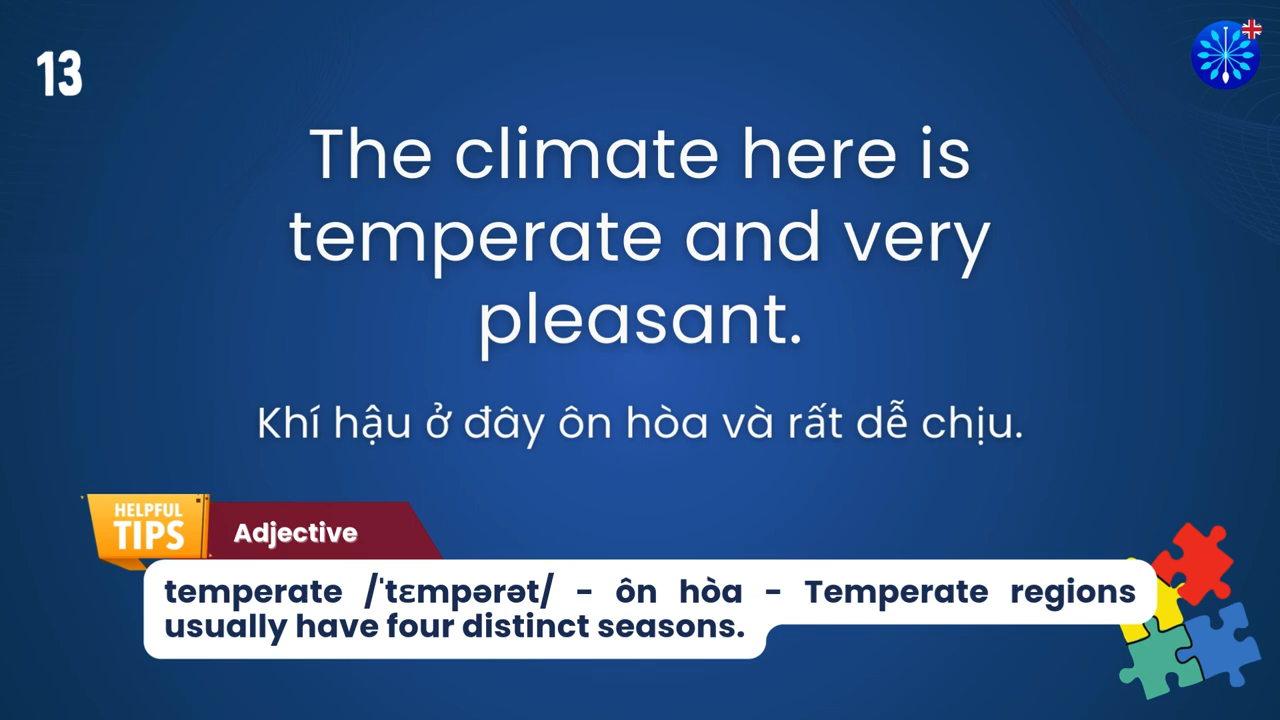 13
The climate here is
temperate and very
pleasant.
Khí hậu ở đây ôn hòa và rất dễ chịu.
HELPFUL
TIPS
Adjective
temperate /ˈtɛmpərət/ - ôn hòa - Temperate regions
usually have four distinct seasons.